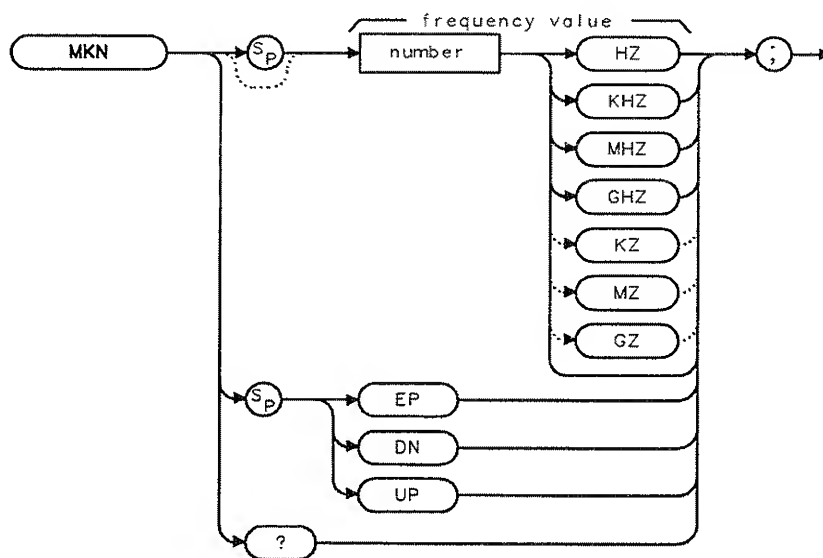 frequency value
MKN
SP
number
HZ
;
KHZ
MHZ
GHZ
KZ
MZ
GZ
SP
EP
DN
UP
?